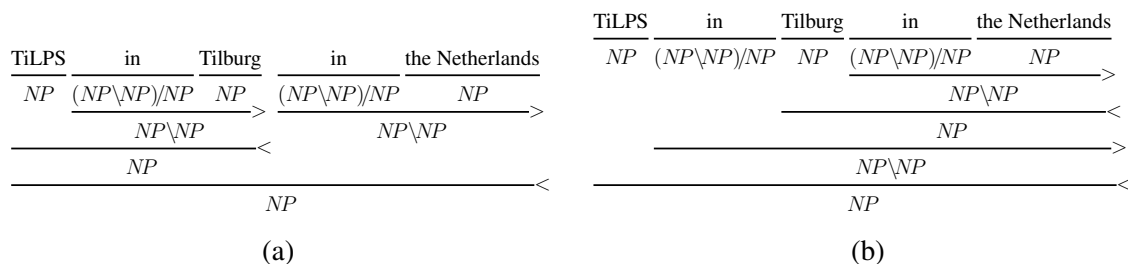 TiLPS in Tilburg in the Netherlands
NP (NP\NP)/NP NP (NP\NP)/NP NP
> >
NP\NP NP\NP
<
NP
<
NP
(a)
TiLPS in Tilburg in the Netherlands
NP (NP\NP)/NP NP (NP\NP)/NP NP
>
NP\NP
<
NP
>
NP\NP
<
NP
(b)